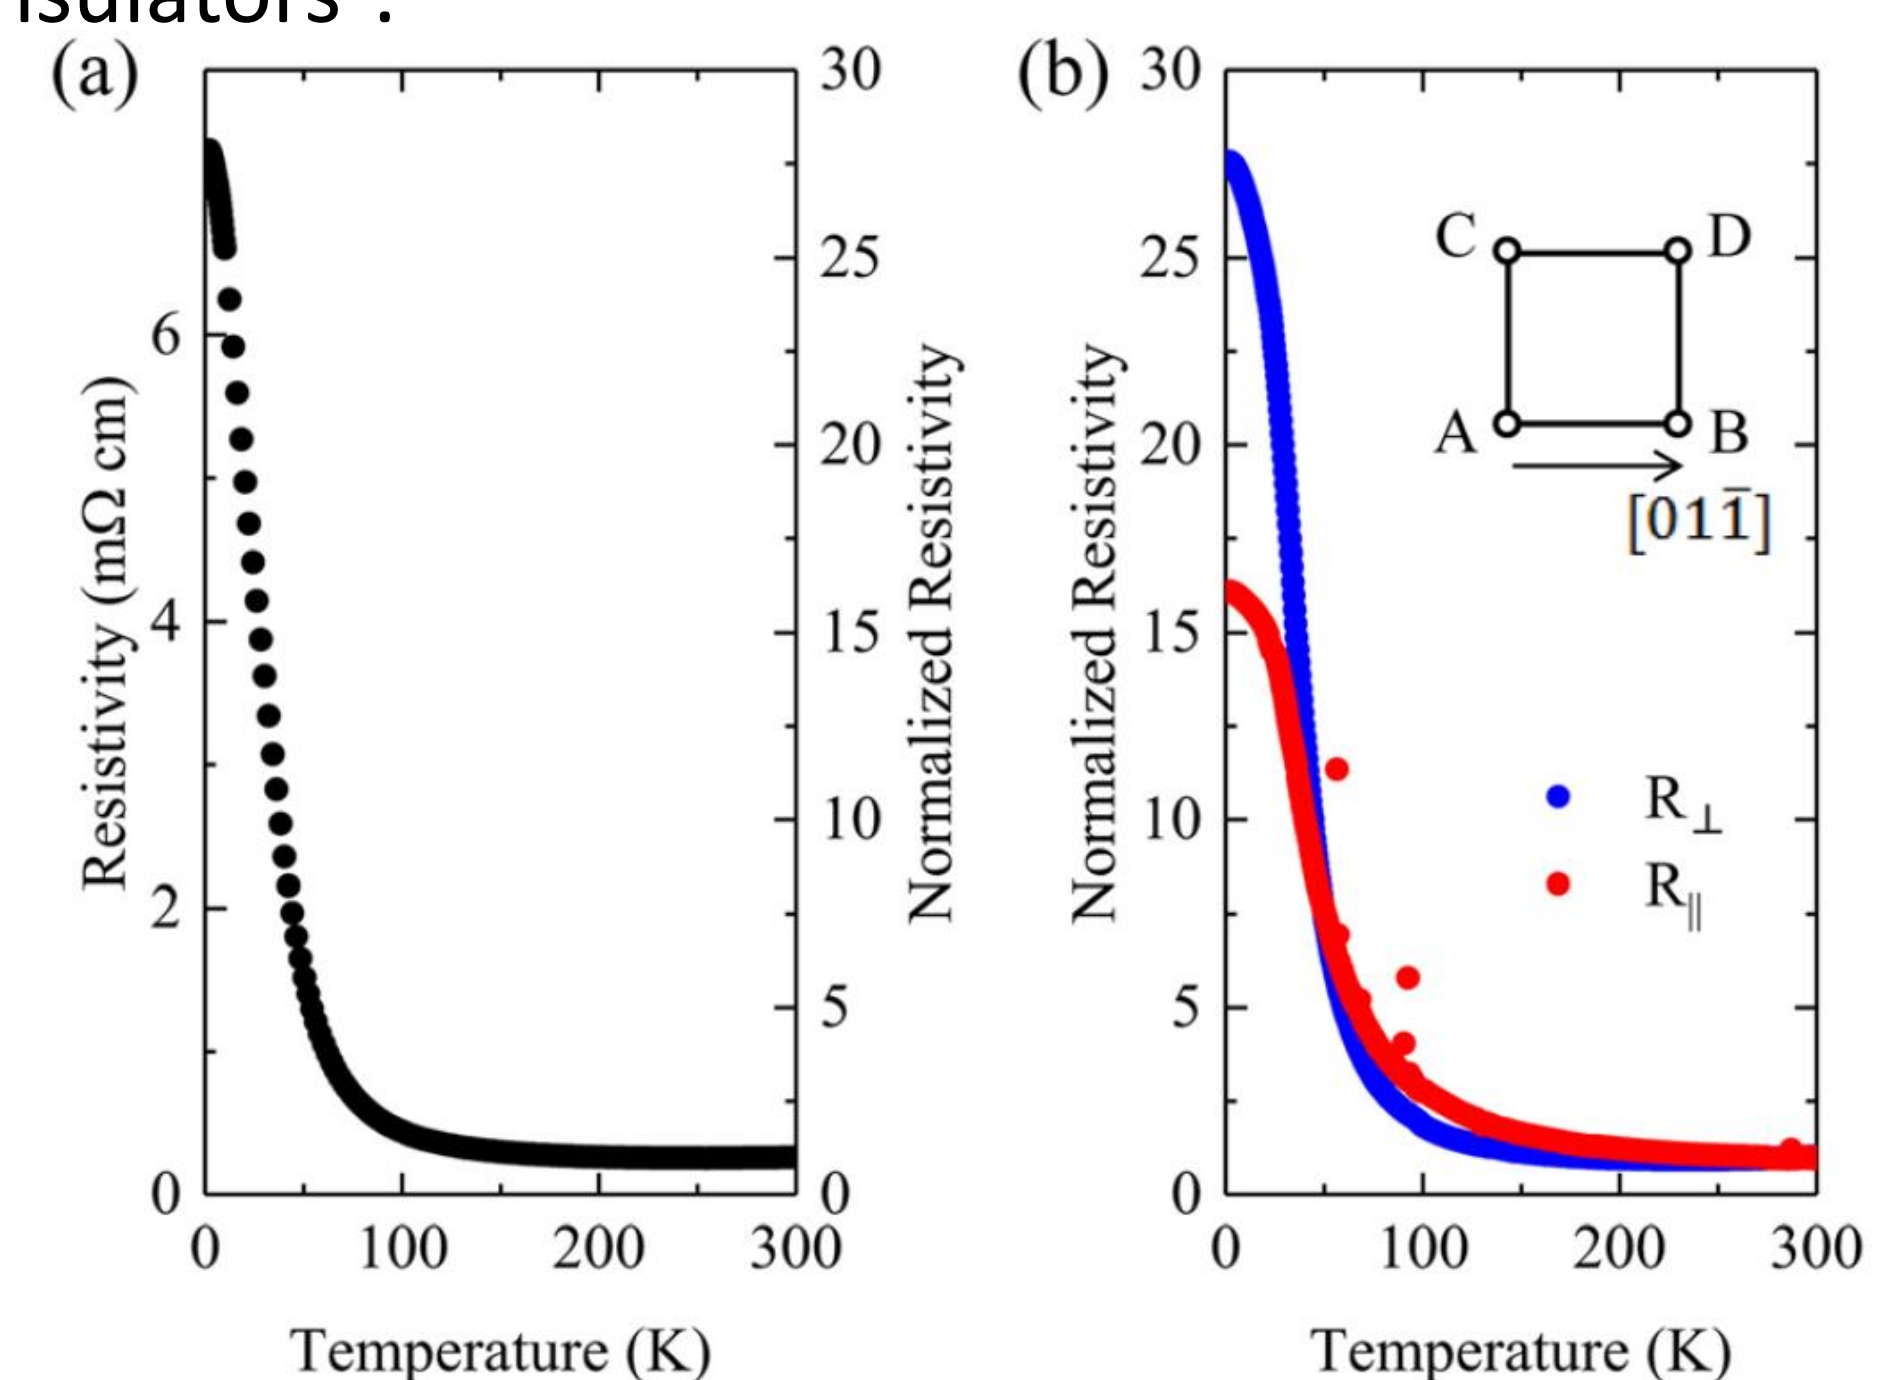 isulators".
(a)
30
25
20
15
10
5
0
6
4
2
0
Resistivity (mΩ cm)
Normalized Resistivity
0 100 200 300
Temperature (K)
(b)
30
25
20
15
10
5
0
Normalized Resistivity
C D
A B
[011̄]
R⊥
R||
0 100 200 300
Temperature (K)